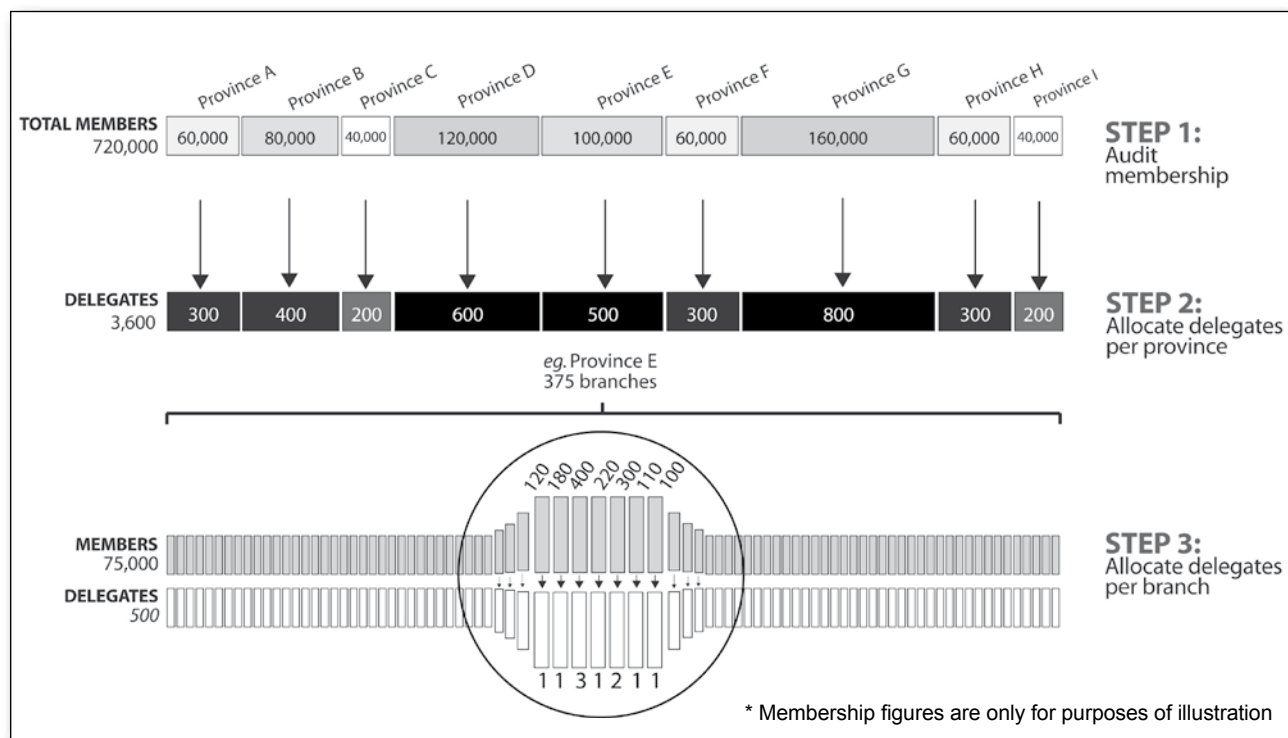 Province A
Province B
Province C
Province D
Province E
Province F
Province G
Province H
Province I
TOTAL MEMBERS
720,000
60,000
80,000
40,000
120,000
100,000
60,000
160,000
60,000
40,000
STEP 1:
Audit
membership
DELEGATES
3,600
300
400
200
600
500
300
800
300
200
STEP 2:
Allocate delegates
per province
eg. Province E
375 branches
120
180
400
220
300
110
100
MEMBERS
75,000
DELEGATES
500
STEP 3:
Allocate delegates
per branch
1 1 3 1 2 1 1
* Membership figures are only for purposes of illustration